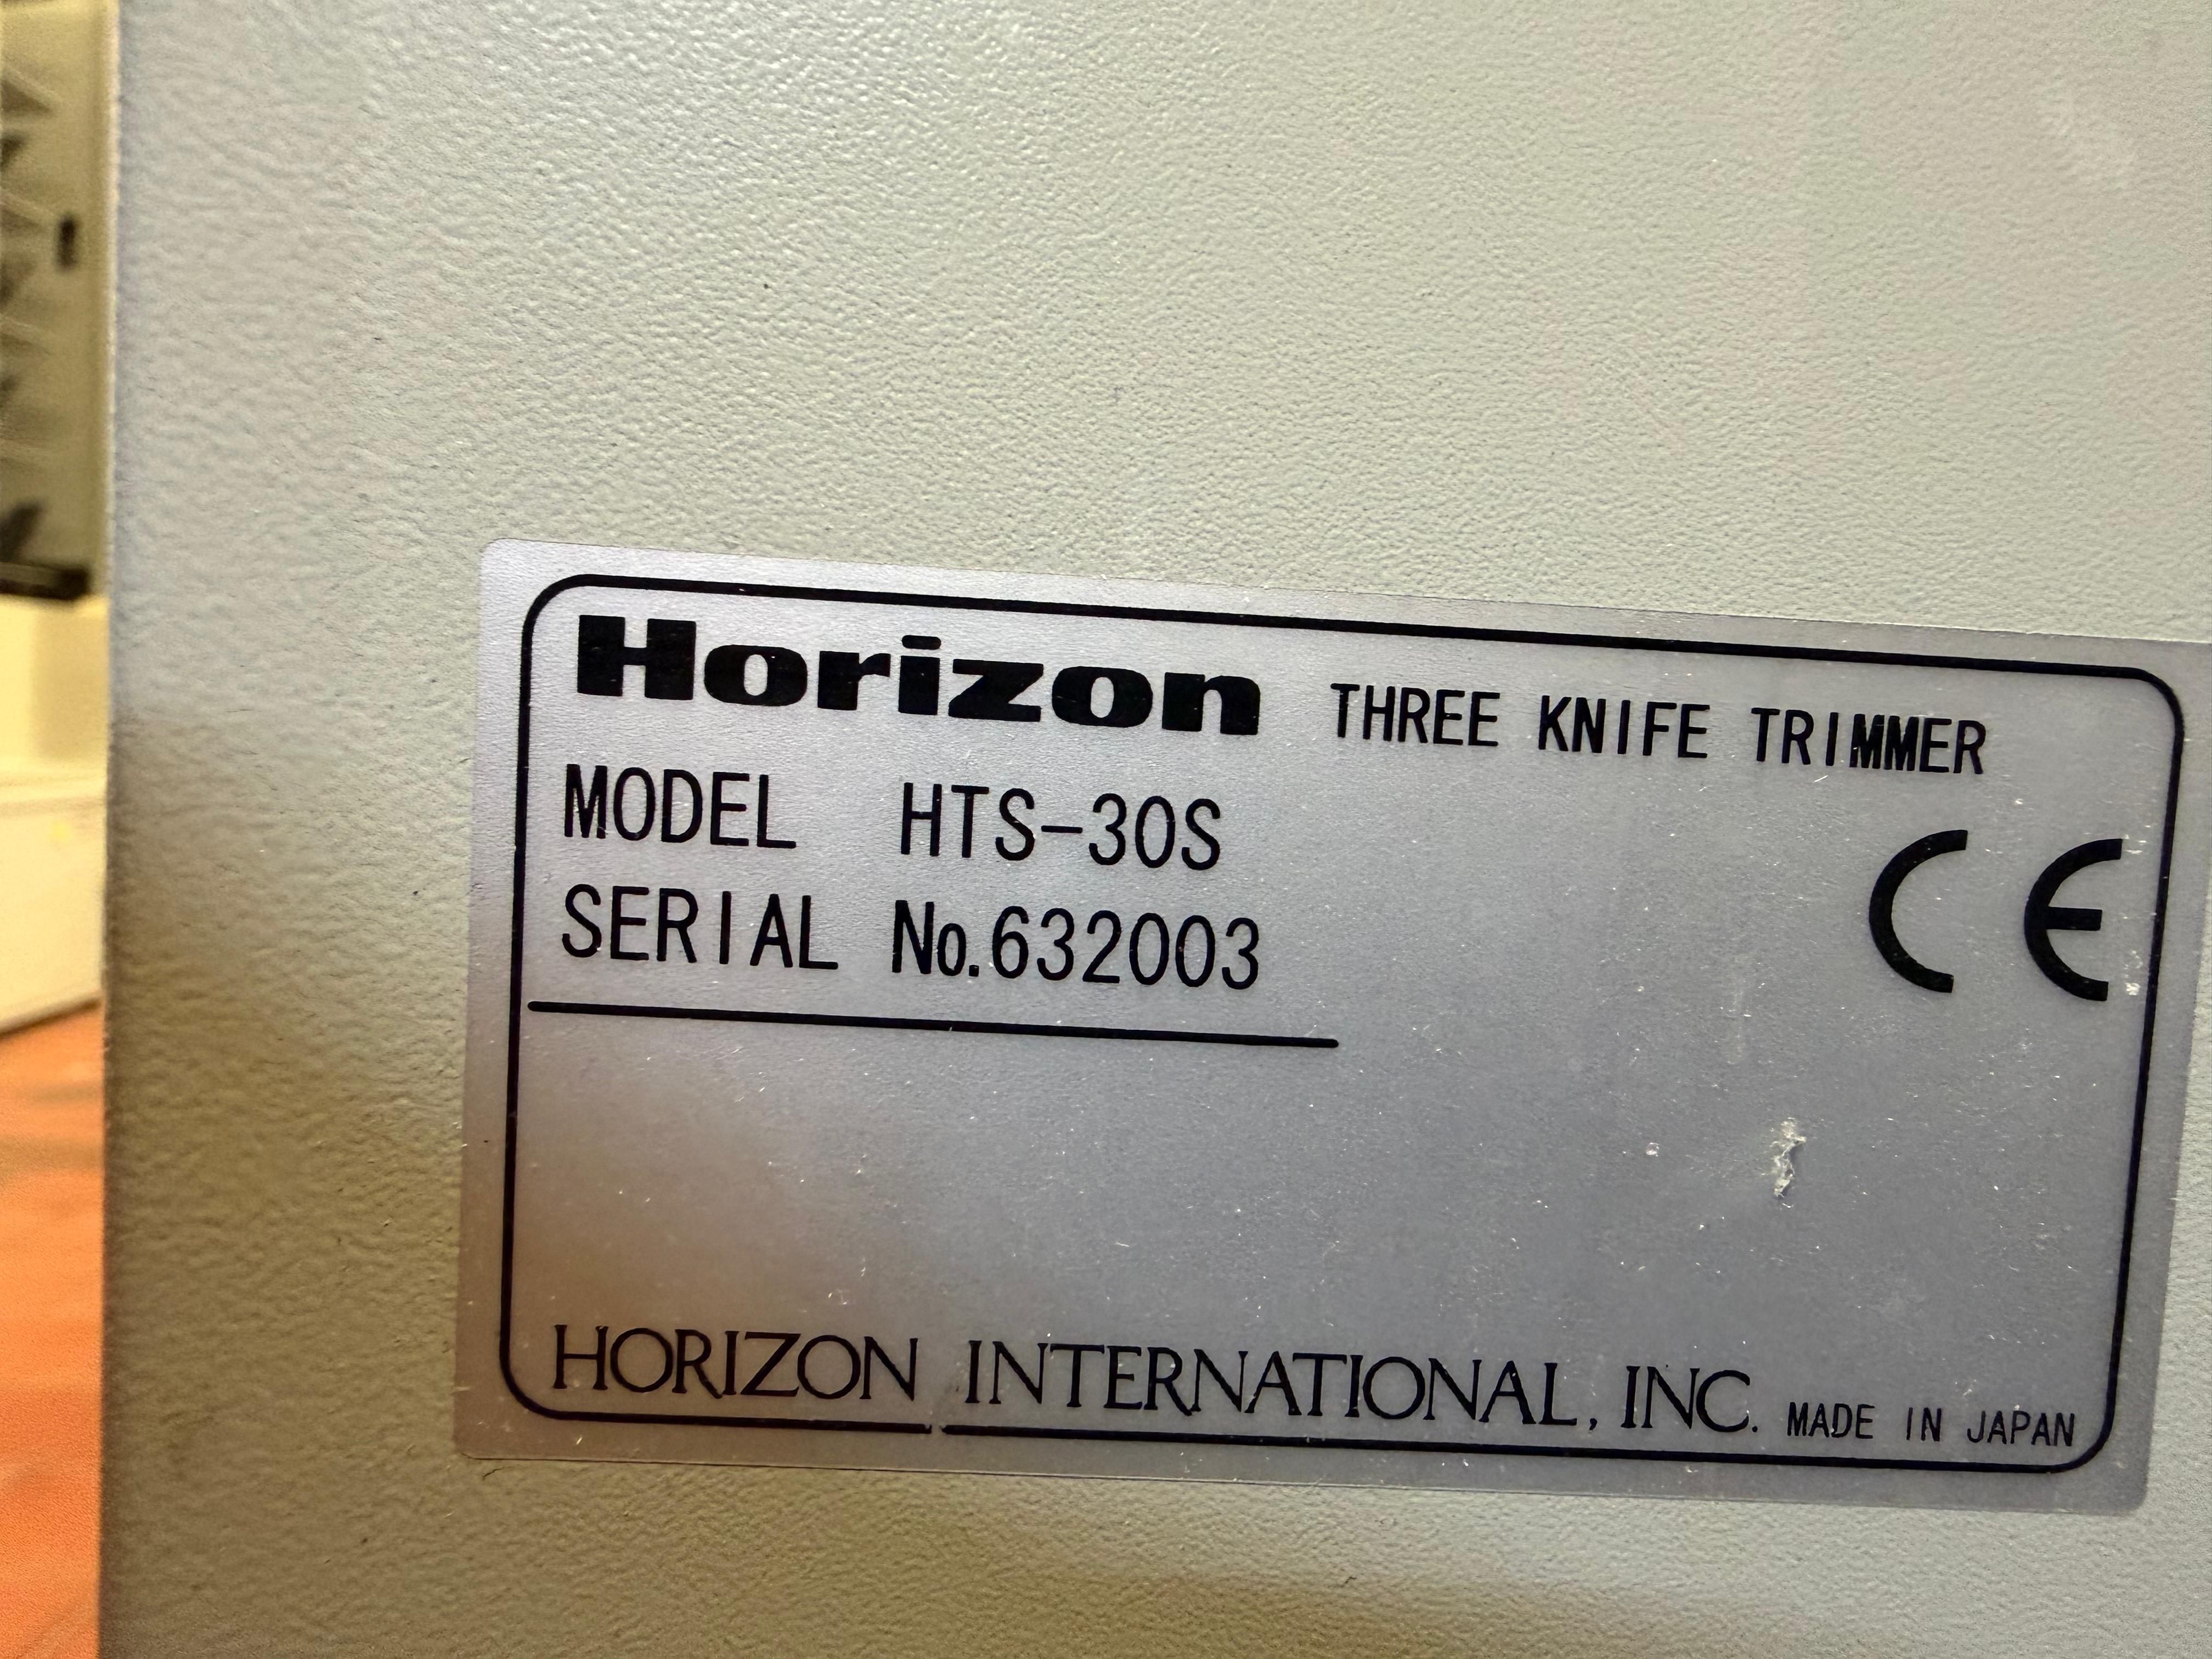 Horizon THREE KNIFE TRIMMER
MODEL HTS-30S
SERIAL No.632003
CE
HORIZON INTERNATIONAL, INC. MADE IN JAPAN